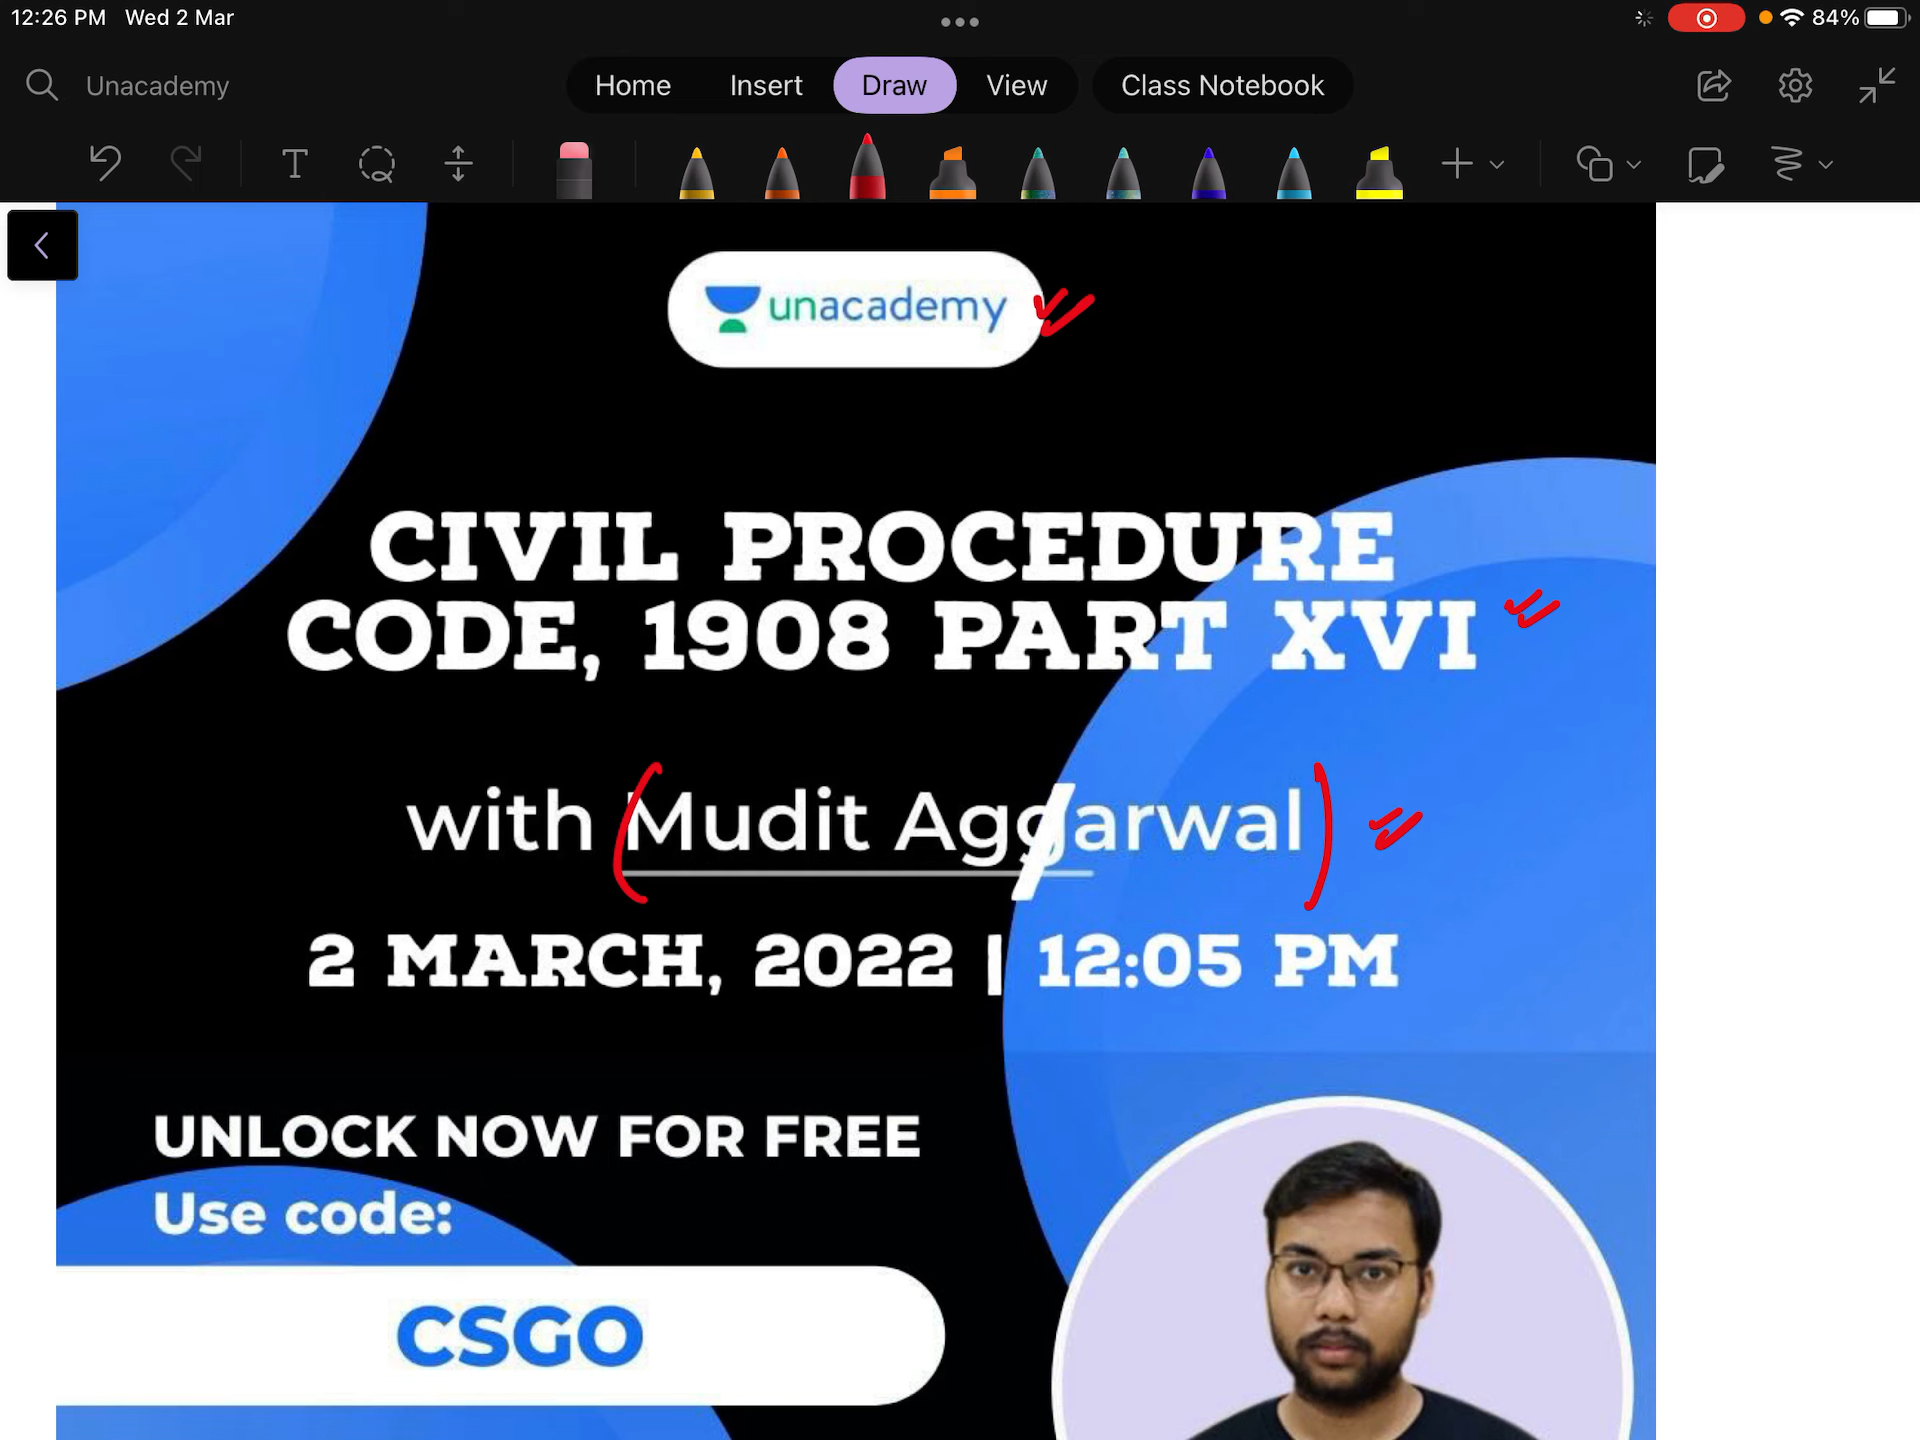 12:26 PM Wed 2 Mar 84%
Unacademy Home Insert Draw View Class Notebook
T
unacademy
CIVIL PROCEDURE
CODE, 1908 PART XVI
with (Mudit Aggarwal)
2 MARCH, 2022 | 12:05 PM
UNLOCK NOW FOR FREE
Use code:
CSGO